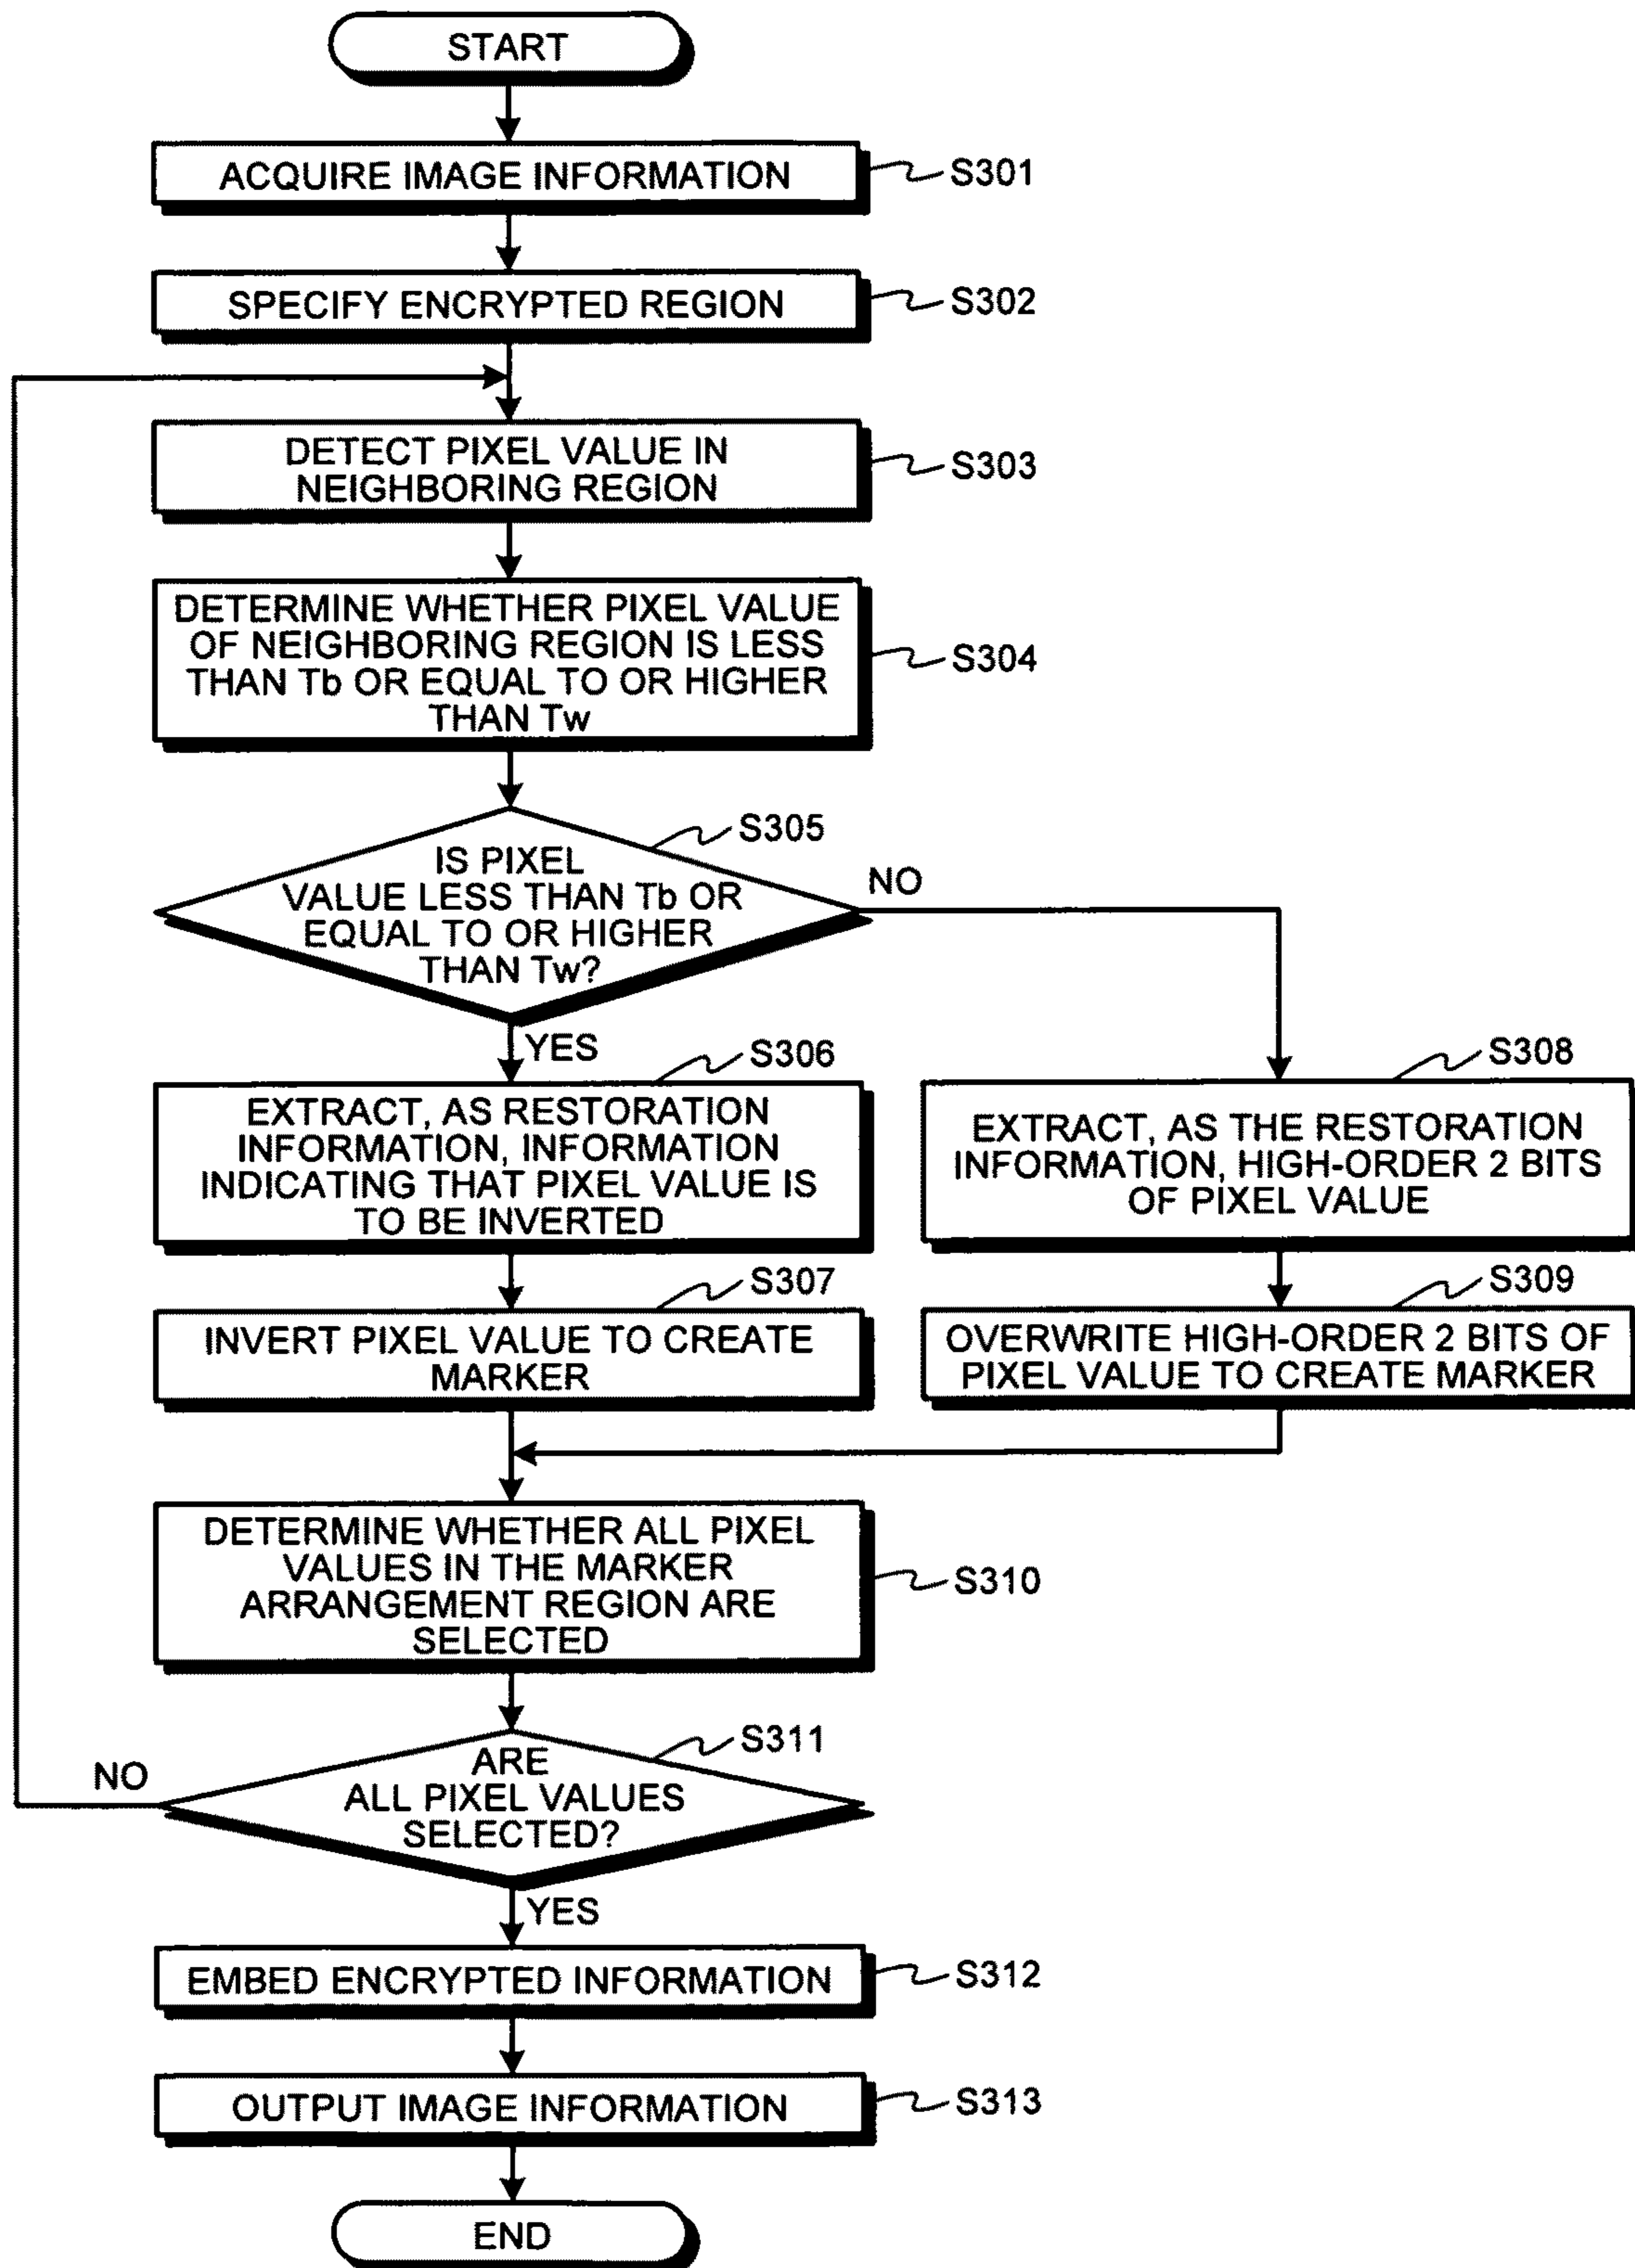 START
ACQUIRE IMAGE INFORMATION
S301
SPECIFY ENCRYPTED REGION
S302
DETECT PIXEL VALUE IN
NEIGHBORING REGION
S303
DETERMINE WHETHER PIXEL VALUE
OF NEIGHBORING REGION IS LESS
THAN Tb OR EQUAL TO OR HIGHER
THAN Tw
S304
S305
IS PIXEL
VALUE LESS THAN Tb OR
EQUAL TO OR HIGHER
THAN Tw?
NO
YES
S306
EXTRACT, AS RESTORATION
INFORMATION, INFORMATION
INDICATING THAT PIXEL VALUE IS
TO BE INVERTED
S307
INVERT PIXEL VALUE TO CREATE
MARKER
S308
EXTRACT, AS THE RESTORATION
INFORMATION, HIGH-ORDER 2 BITS
OF PIXEL VALUE
S309
OVERWRITE HIGH-ORDER 2 BITS OF
PIXEL VALUE TO CREATE MARKER
DETERMINE WHETHER ALL PIXEL
VALUES IN THE MARKER
ARRANGEMENT REGION ARE
SELECTED
S310
S311
ARE
ALL PIXEL VALUES
SELECTED?
NO
YES
EMBED ENCRYPTED INFORMATION
S312
OUTPUT IMAGE INFORMATION
S313
END